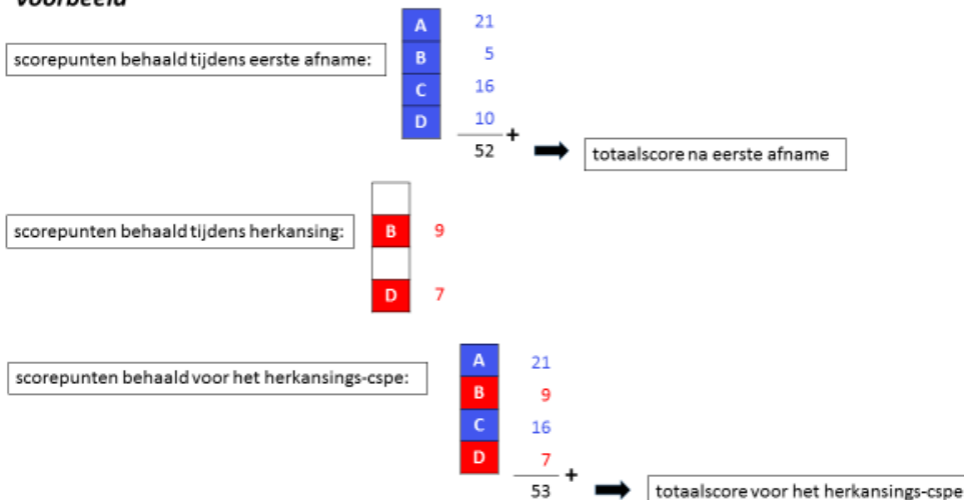 voorbeeld
A 21
scorepunten behaald tijdens eerste afname: B 5
C 16
D 10
+
52 totaalscore na eerste afname
scorepunten behaald tijdens herkansing: B 9
D 7
A 21
scorepunten behaald voor het herkansings-cspe: B 9
C 16
D 7
+
53 totaalscore voor het herkansings-cspe